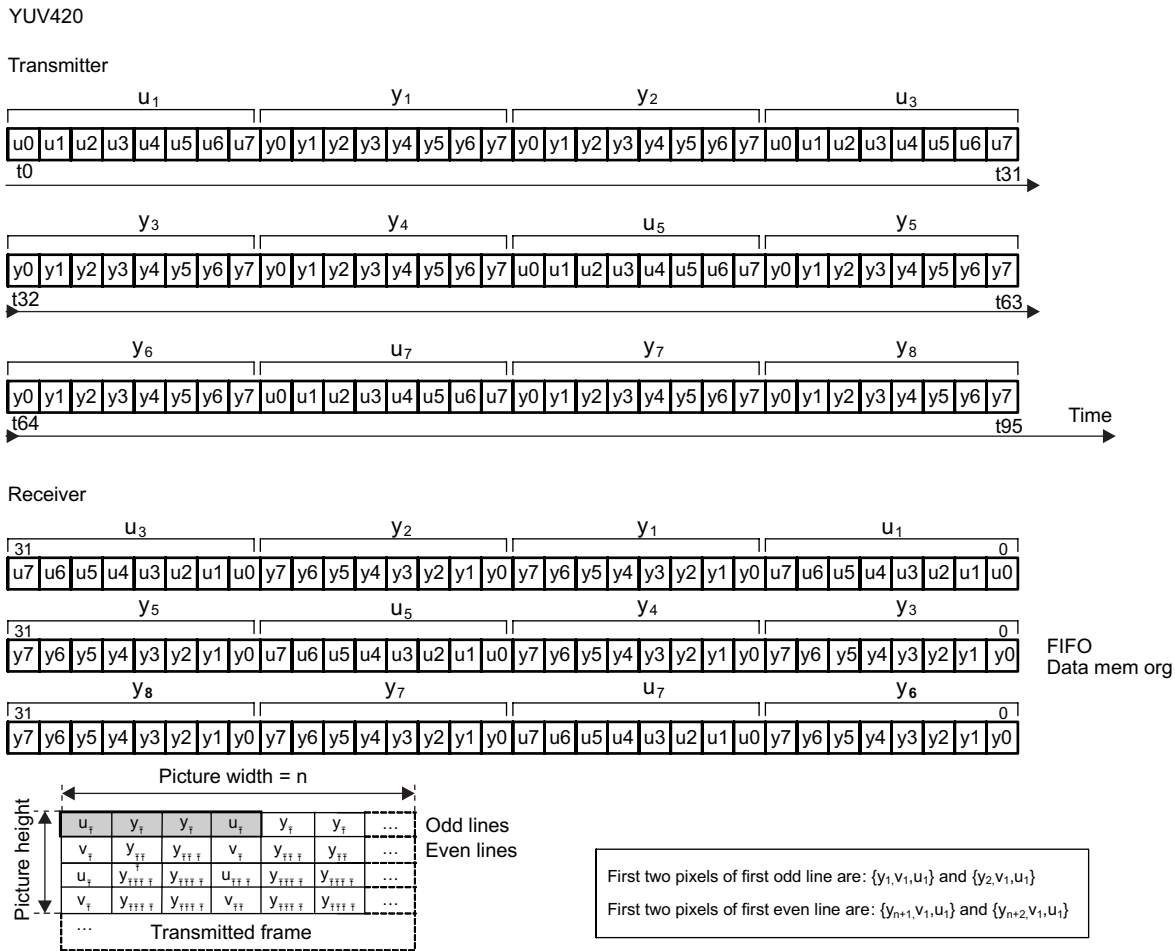 YUV420
Transmitter
u1 y1 y2 u3
u0 u1 u2 u3 u4 u5 u6 u7 y0 y1 y2 y3 y4 y5 y6 y7 y0 y1 y2 y3 y4 y5 y6 y7 u0 u1 u2 u3 u4 u5 u6 u7
t0 t31
y3 y4 u5 y5
y0 y1 y2 y3 y4 y5 y6 y7 y0 y1 y2 y3 y4 y5 y6 y7 u0 u1 u2 u3 u4 u5 u6 u7 y0 y1 y2 y3 y4 y5 y6 y7
t32 t63
y6 u7 y7 y8
y0 y1 y2 y3 y4 y5 y6 y7 u0 u1 u2 u3 u4 u5 u6 u7 y0 y1 y2 y3 y4 y5 y6 y7 y0 y1 y2 y3 y4 y5 y6 y7
t64 t95 Time
Receiver
u3 y2 y1 u1
31 0
u7 u6 u5 u4 u3 u2 u1 u0 y7 y6 y5 y4 y3 y2 y1 y0 y7 y6 y5 y4 y3 y2 y1 y0 u7 u6 u5 u4 u3 u2 u1 u0
y5 u5 y4 y3
31 0
y7 y6 y5 y4 y3 y2 y1 y0 u7 u6 u5 u4 u3 u2 u1 u0 y7 y6 y5 y4 y3 y2 y1 y0 y7 y6 y5 y4 y3 y2 y1 y0
FIFO
Data mem org
y8 y7 u7 y6
31 0
y7 y6 y5 y4 y3 y2 y1 y0 y7 y6 y5 y4 y3 y2 y1 y0 u7 u6 u5 u4 u3 u2 u1 u0 y7 y6 y5 y4 y3 y2 y1 y0
Picture width = n
Picture height
u y y u y y ... Odd lines
v y y v y y ... Even lines
u y y u y y ...
v y y v y y ...
... Transmitted frame
First two pixels of first odd line are: {y1,v1,u1} and {y2,v1,u1}
First two pixels of first even line are: {yn+1,v1,u1} and {yn+2,v1,u1}